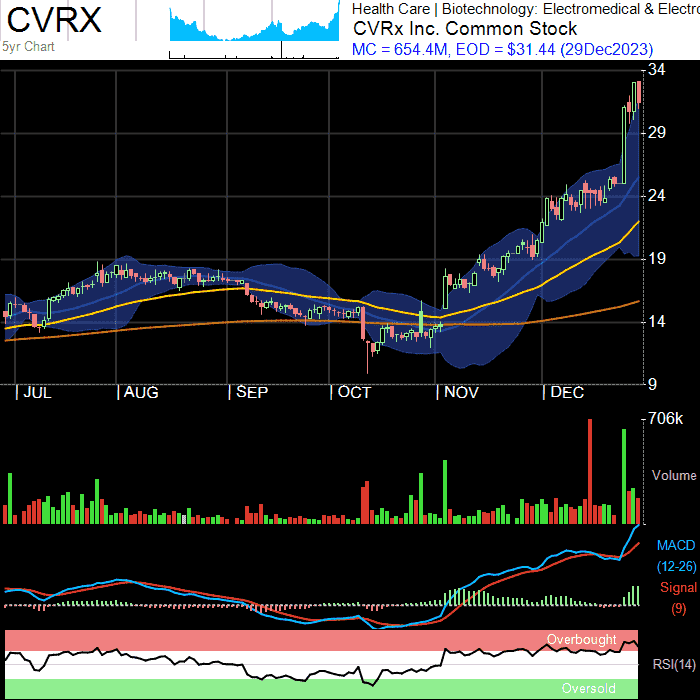 CVRX
5yr Chart
Health Care | Biotechnology: Electromedical & Electro
CVRx Inc. Common Stock
MC = 654.4M, EOD = $31.44 (29Dec2023)
34
29
24
19
14
9
JUL
AUG
SEP
OCT
NOV
DEC
706k
Volume
MACD
(12-26)
Signal
(9)
Overbought
RSI(14)
Oversold